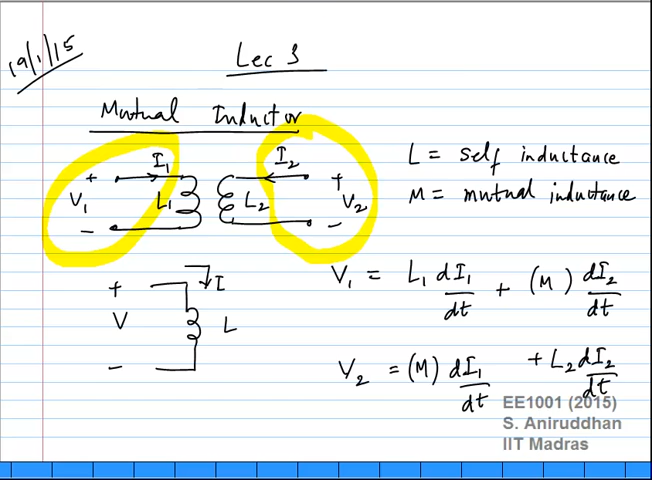 19/1/15
Lec 3
Mutual Inductor
I₁ I₂
+ + L = self inductance
V₁ L₁ L₂ V₂ M = mutual inductance
- -
+ I V₁ = L₁ dI₁/dt + (M) dI₂/dt
V L
- V₂ = (M) dI₁/dt + L₂ dI₂/dt
EE1001 (2015)
S. Aniruddhan
IIT Madras